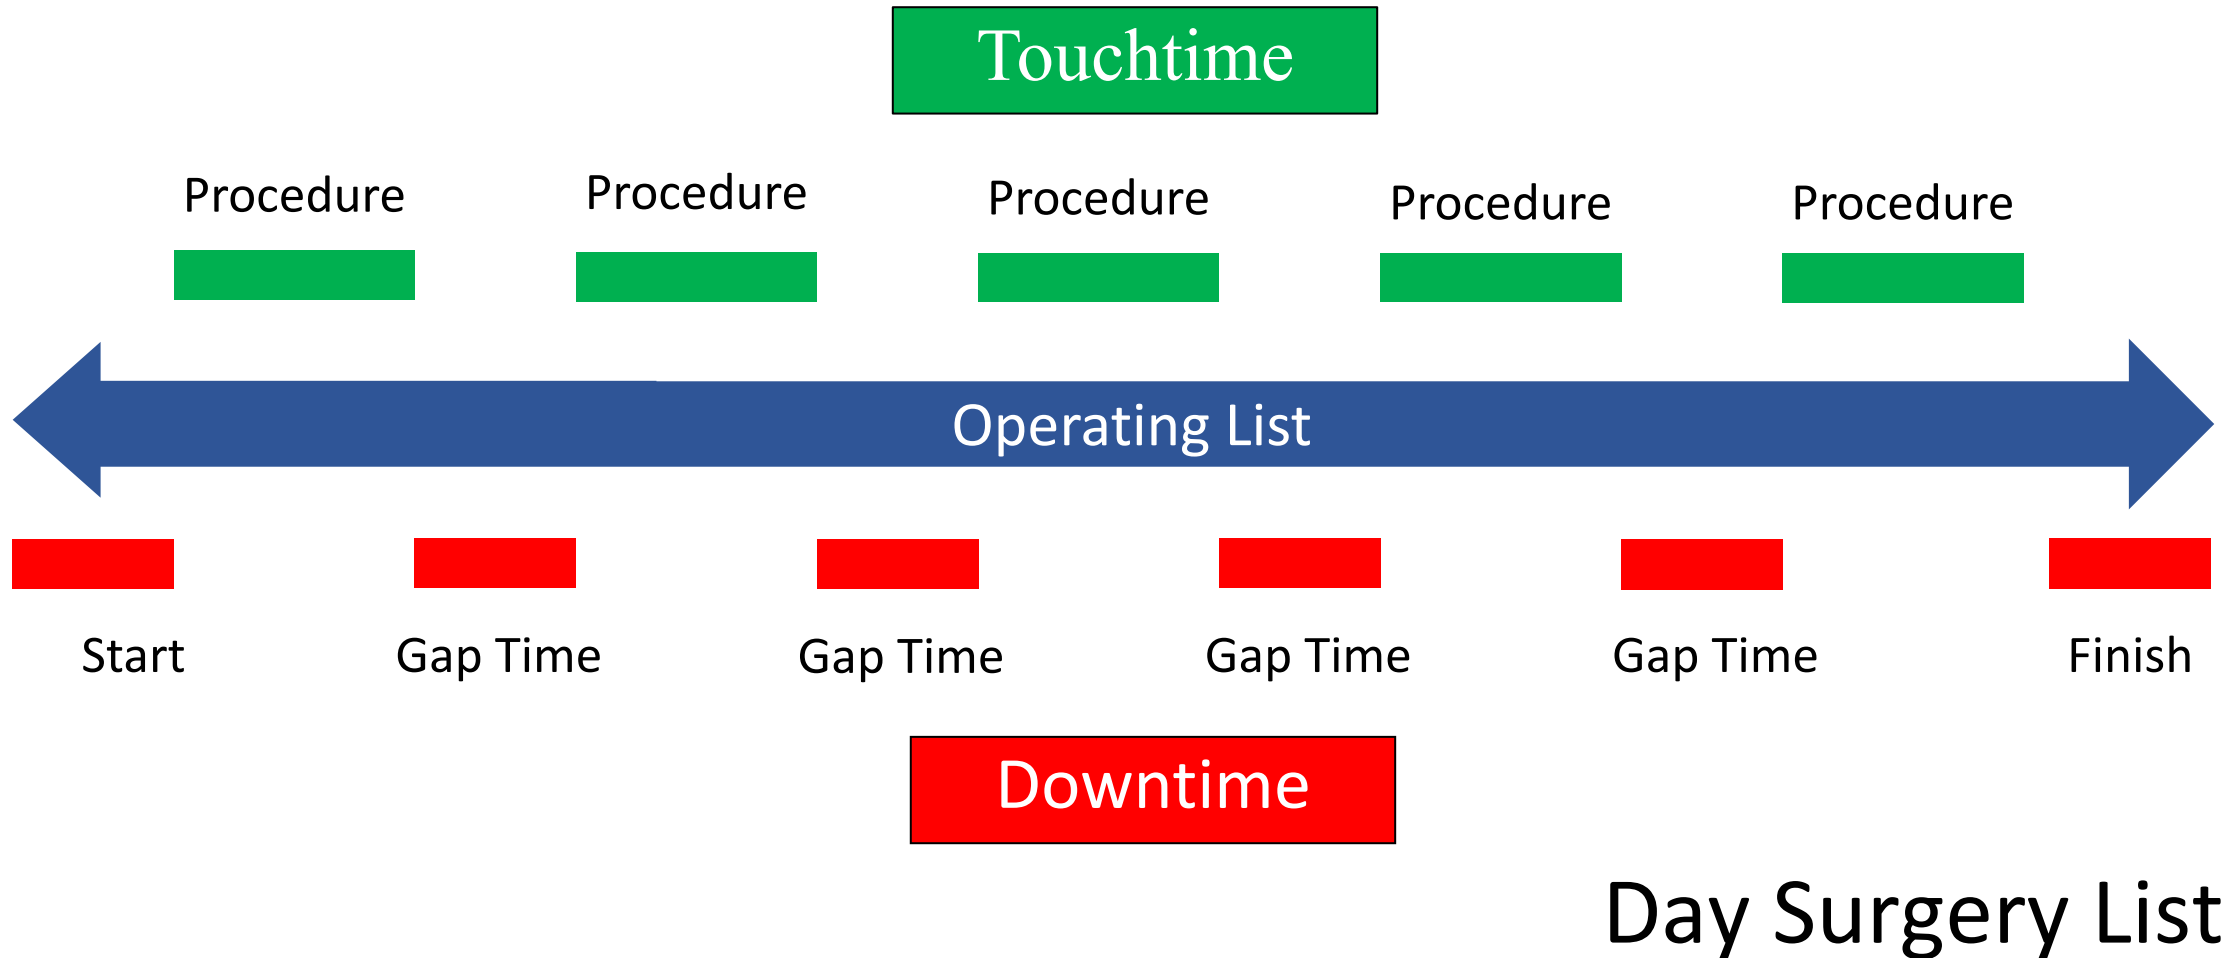 Touchtime
Procedure
Procedure
Procedure
Procedure
Procedure
Operating List
Start
Gap Time
Gap Time
Gap Time
Gap Time
Finish
Downtime
Day Surgery List